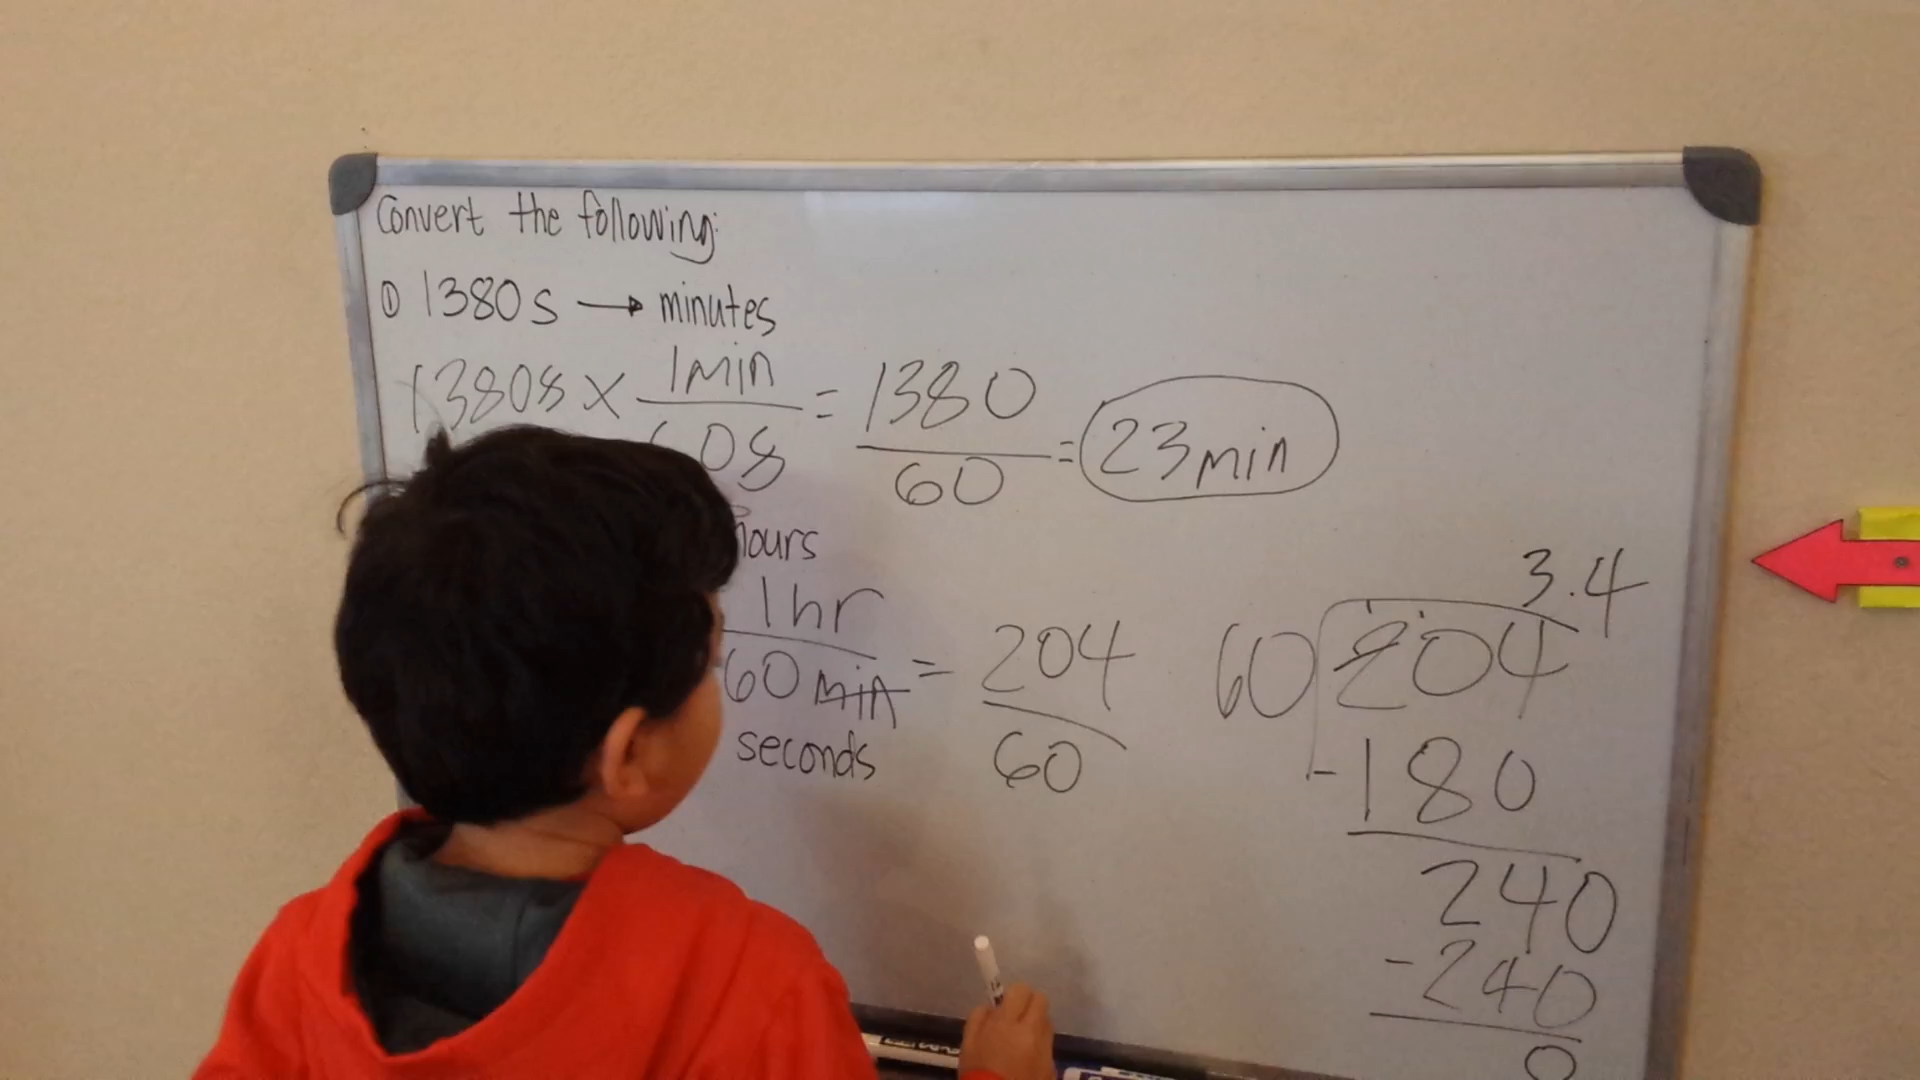 Convert the following:
① 1380s → minutes
1380s × 1min = 1380 = 23min
60
hours
1hr
60 min = 204
60
seconds
3.4
60 204
-180
240
-240
0